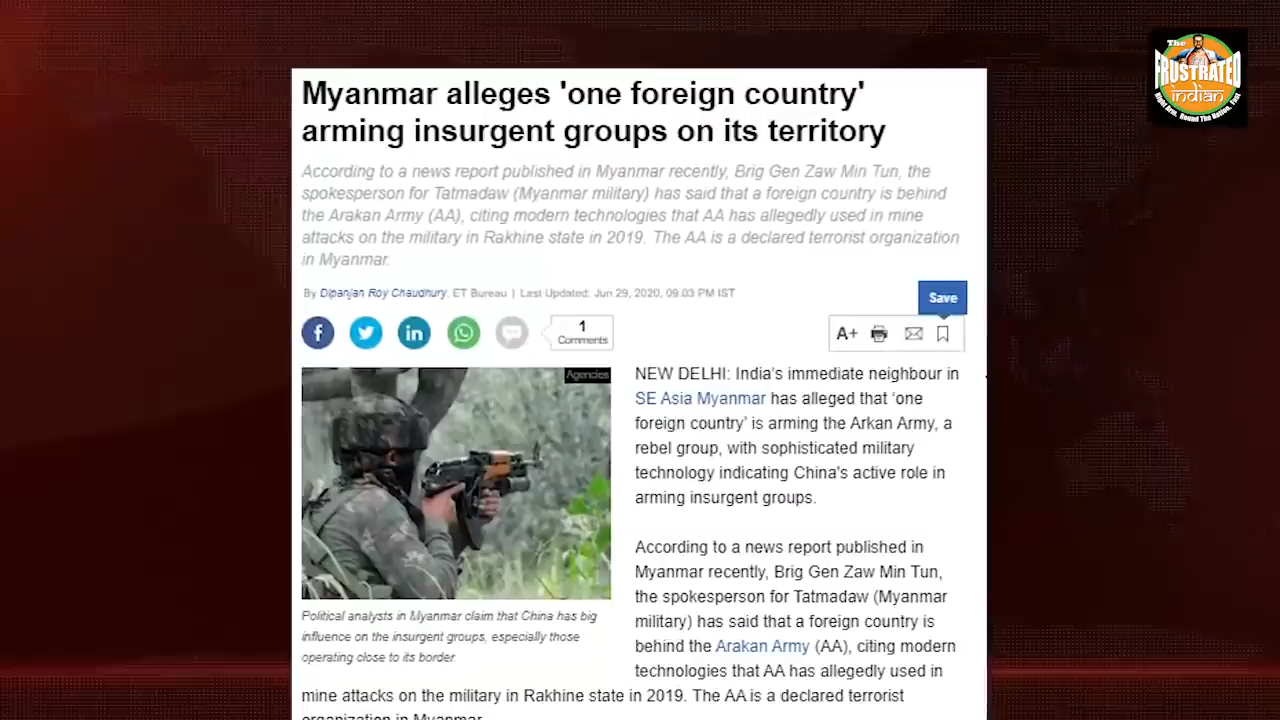 The
FRUSTRATED
indian
Right Arm. Round The Nation. Fast
Myanmar alleges 'one foreign country'
arming insurgent groups on its territory
According to a news report published in Myanmar recently, Brig Gen Zaw Min Tun, the
spokesperson for Tatmadaw (Myanmar military) has said that a foreign country is behind
the Arakan Army (AA), citing modern technologies that AA has allegedly used in mine
attacks on the military in Rakhine state in 2019. The AA is a declared terrorist organization
in Myanmar.
By Dipanjan Roy Chaudhury, ET Bureau | Last Updated: Jun 29, 2020, 09.03 PM IST
Save
1
Comments
A+
Agencies
Political analysts in Myanmar claim that China has big
influence on the insurgent groups, especially those
operating close to its border.
NEW DELHI: India's immediate neighbour in
SE Asia Myanmar has alleged that 'one
foreign country' is arming the Arkan Army, a
rebel group, with sophisticated military
technology indicating China's active role in
arming insurgent groups.
According to a news report published in
Myanmar recently, Brig Gen Zaw Min Tun,
the spokesperson for Tatmadaw (Myanmar
military) has said that a foreign country is
behind the Arakan Army (AA), citing modern
technologies that AA has allegedly used in
mine attacks on the military in Rakhine state in 2019. The AA is a declared terrorist
organization in Myanmar.